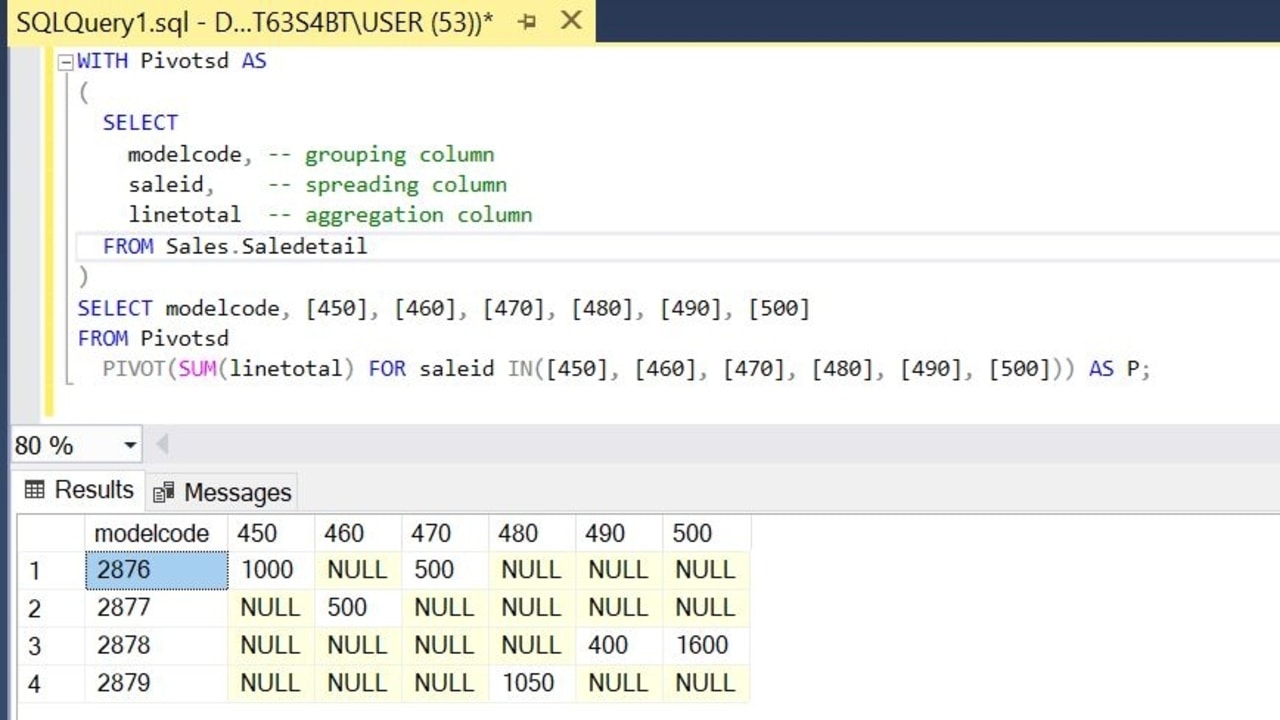 SQLQuery1.sql - D...T63S4BT\USER (53))*
WITH Pivotsd AS
(
SELECT
modelcode, -- grouping column
saleid, -- spreading column
linetotal -- aggregation column
FROM Sales.Saledetail
)
SELECT modelcode, [450], [460], [470], [480], [490], [500]
FROM Pivotsd
PIVOT(SUM(linetotal) FOR saleid IN([450], [460], [470], [480], [490], [500])) AS P;
80 %
Results Messages
modelcode 450 460 470 480 490 500
1 2876 1000 NULL 500 NULL NULL NULL
2 2877 NULL 500 NULL NULL NULL NULL
3 2878 NULL NULL NULL NULL 400 1600
4 2879 NULL NULL NULL 1050 NULL NULL